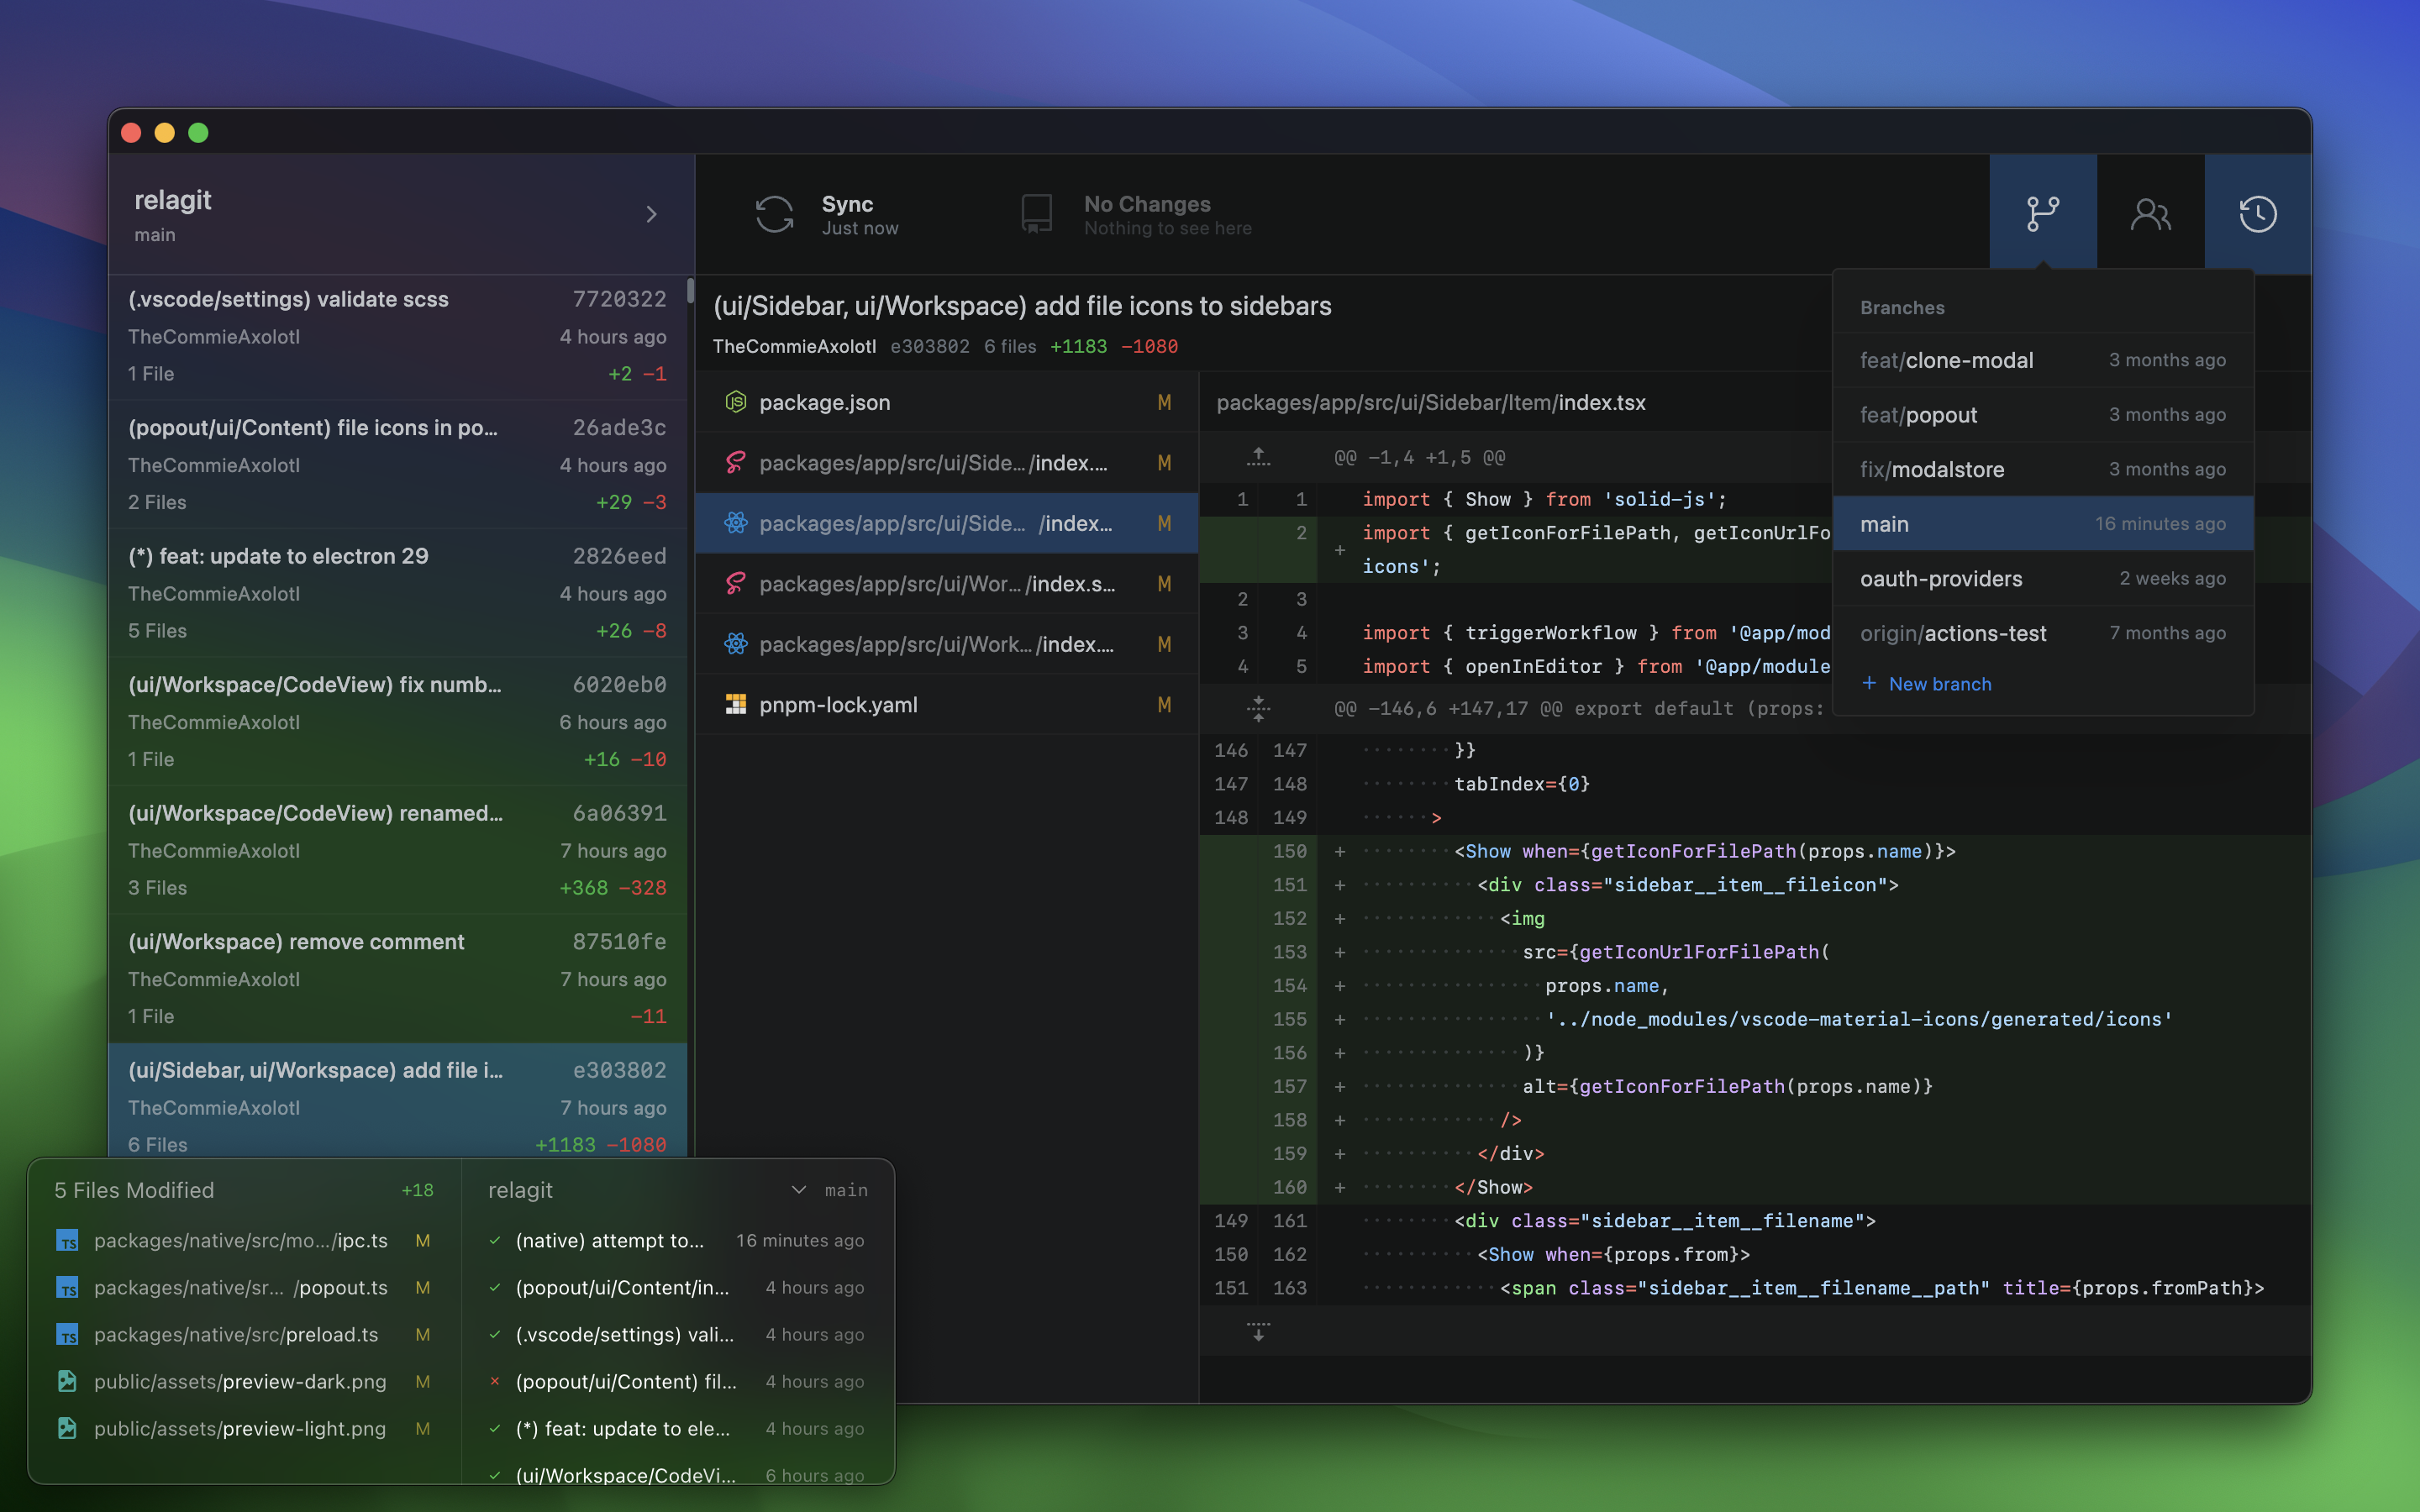 relagit
main
(.vscode/settings) validate scss 7720322
TheCommieAxolotl 4 hours ago
1 File +2 −1
(popout/ui/Content) file icons in po... 26ade3c
TheCommieAxolotl 4 hours ago
2 Files +29 −3
(*) feat: update to electron 29 2826eed
TheCommieAxolotl 4 hours ago
5 Files +26 −8
(ui/Workspace/CodeView) fix numb... 6020eb0
TheCommieAxolotl 6 hours ago
1 File +16 −10
(ui/Workspace/CodeView) renamed... 6a06391
TheCommieAxolotl 7 hours ago
3 Files +368 −328
(ui/Workspace) remove comment 87510fe
TheCommieAxolotl 7 hours ago
1 File −11
(ui/Sidebar, ui/Workspace) add file i... e303802
TheCommieAxolotl 7 hours ago
6 Files +1183 −1080
Sync
Just now
No Changes
Nothing to see here
(ui/Sidebar, ui/Workspace) add file icons to sidebars
TheCommieAxolotl e303802 6 files +1183 −1080
package.json M
packages/app/src/ui/Side... /index.... M
packages/app/src/ui/Side... /index... M
packages/app/src/ui/Wor... /index.s... M
packages/app/src/ui/Work... /index.... M
pnpm-lock.yaml M
packages/app/src/ui/Sidebar/Item/index.tsx
@@ −1,4 +1,5 @@
1 1 import { Show } from 'solid-js';
2 + import { getIconForFilePath, getIconUrlFo
icons';
2 3
3 4 import { triggerWorkflow } from '@app/mod
4 5 import { openInEditor } from '@app/module
@@ −146,6 +147,17 @@ export default (props:
146 147 ········}}
147 148 ········tabIndex={0}
148 149 ······>
150 + ········<Show when={getIconForFilePath(props.name)}>
151 + ··········<div class="sidebar__item__fileicon">
152 + ············<img
153 + ··············src={getIconUrlForFilePath(
154 + ················props.name,
155 + ················'../node_modules/vscode-material-icons/generated/icons'
156 + ··············)}
157 + ··············alt={getIconForFilePath(props.name)}
158 + ············/>
159 + ··········</div>
160 + ········</Show>
149 161 ········<div class="sidebar__item__filename">
150 162 ··········<Show when={props.from}>
151 163 ············<span class="sidebar__item__filename__path" title={props.fromPath}>
Branches
feat/clone-modal 3 months ago
feat/popout 3 months ago
fix/modalstore 3 months ago
main 16 minutes ago
oauth-providers 2 weeks ago
origin/actions-test 7 months ago
+ New branch
5 Files Modified +18
packages/native/src/mo... /ipc.ts M
packages/native/sr... /popout.ts M
packages/native/src/preload.ts M
public/assets/preview-dark.png M
public/assets/preview-light.png M
relagit main
(native) attempt to... 16 minutes ago
(popout/ui/Content/in... 4 hours ago
(.vscode/settings) vali... 4 hours ago
(popout/ui/Content) fil... 4 hours ago
(*) feat: update to ele... 4 hours ago
(ui/Workspace/CodeVi... 6 hours ago